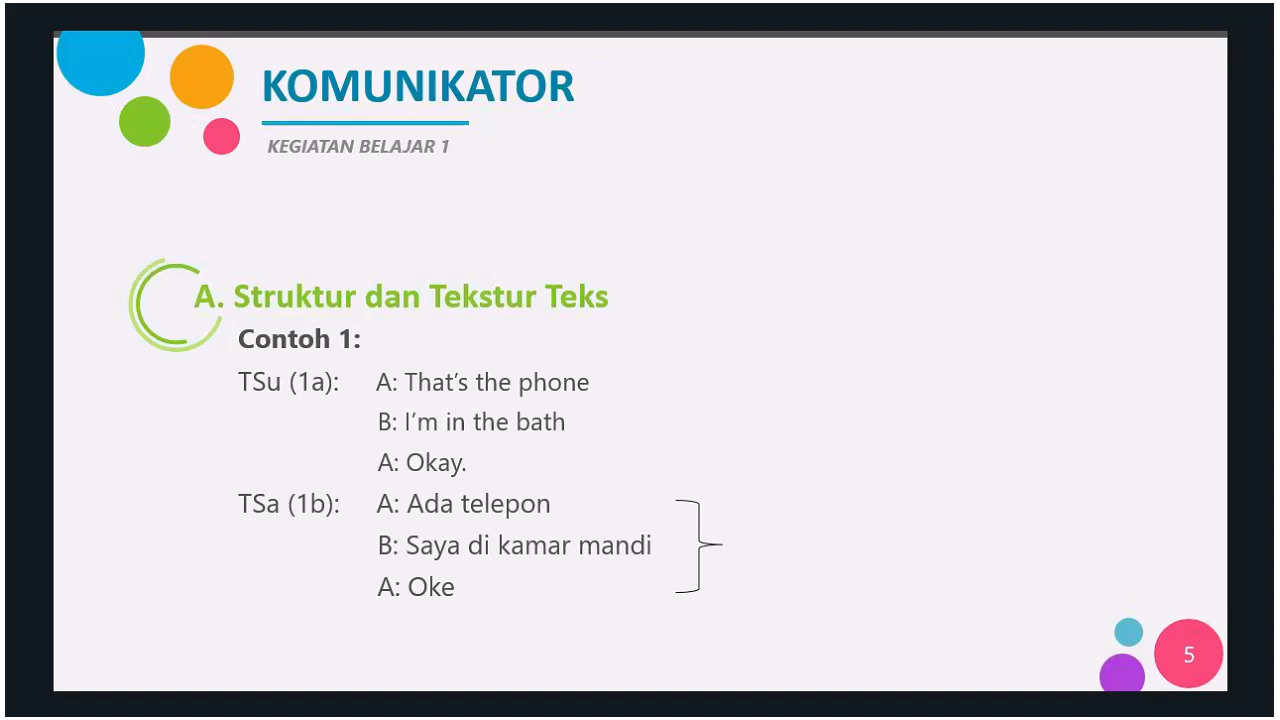 KOMUNIKATOR
KEGIATAN BELAJAR 1
A. Struktur dan Tekstur Teks
Contoh 1:
TSu (1a): A: That’s the phone
B: I’m in the bath
A: Okay.
TSa (1b): A: Ada telepon
B: Saya di kamar mandi
A: Oke
5